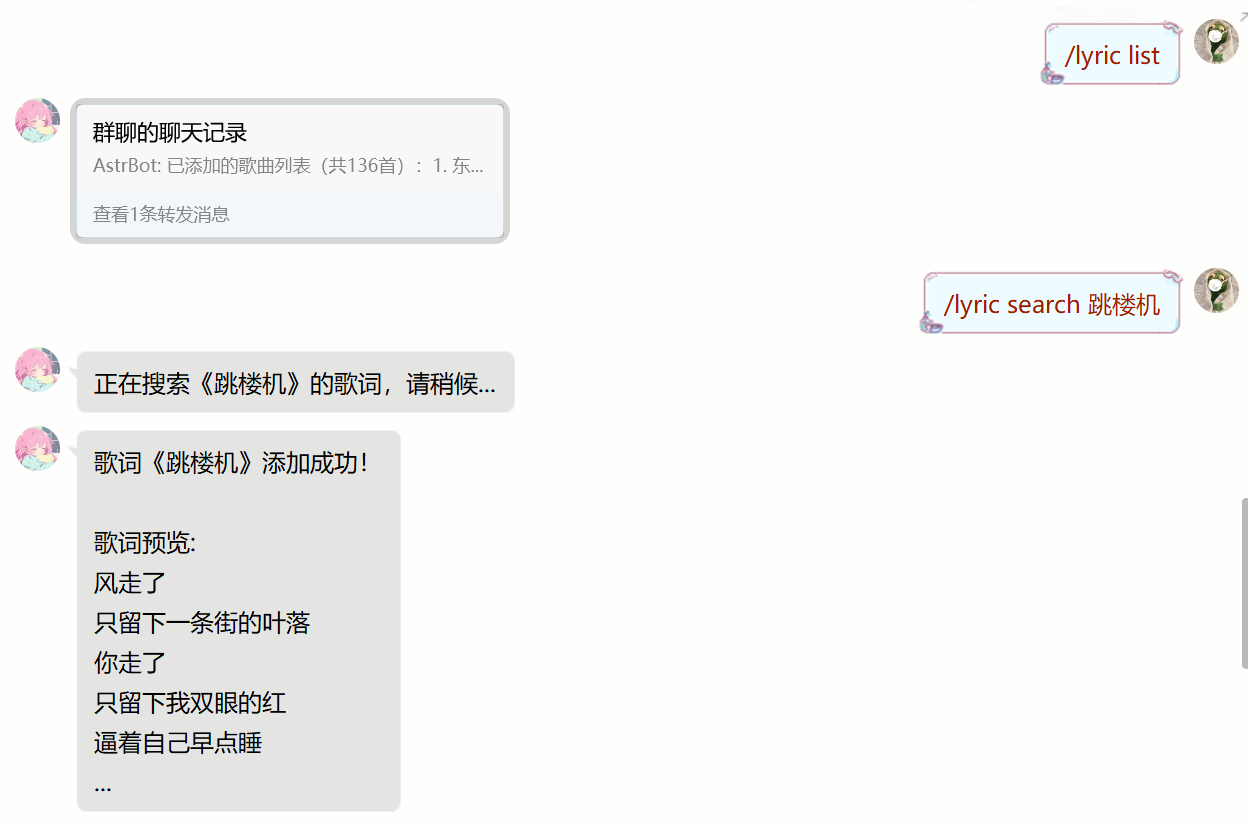 /lyric list
群聊的聊天记录
AstrBot: 已添加的歌曲列表（共136首）：1. 东...
查看1条转发消息
/lyric search 跳楼机
正在搜索《跳楼机》的歌词，请稍候...
歌词《跳楼机》添加成功！
歌词预览:
风走了
只留下一条街的叶落
你走了
只留下我双眼的红
逼着自己早点睡
...